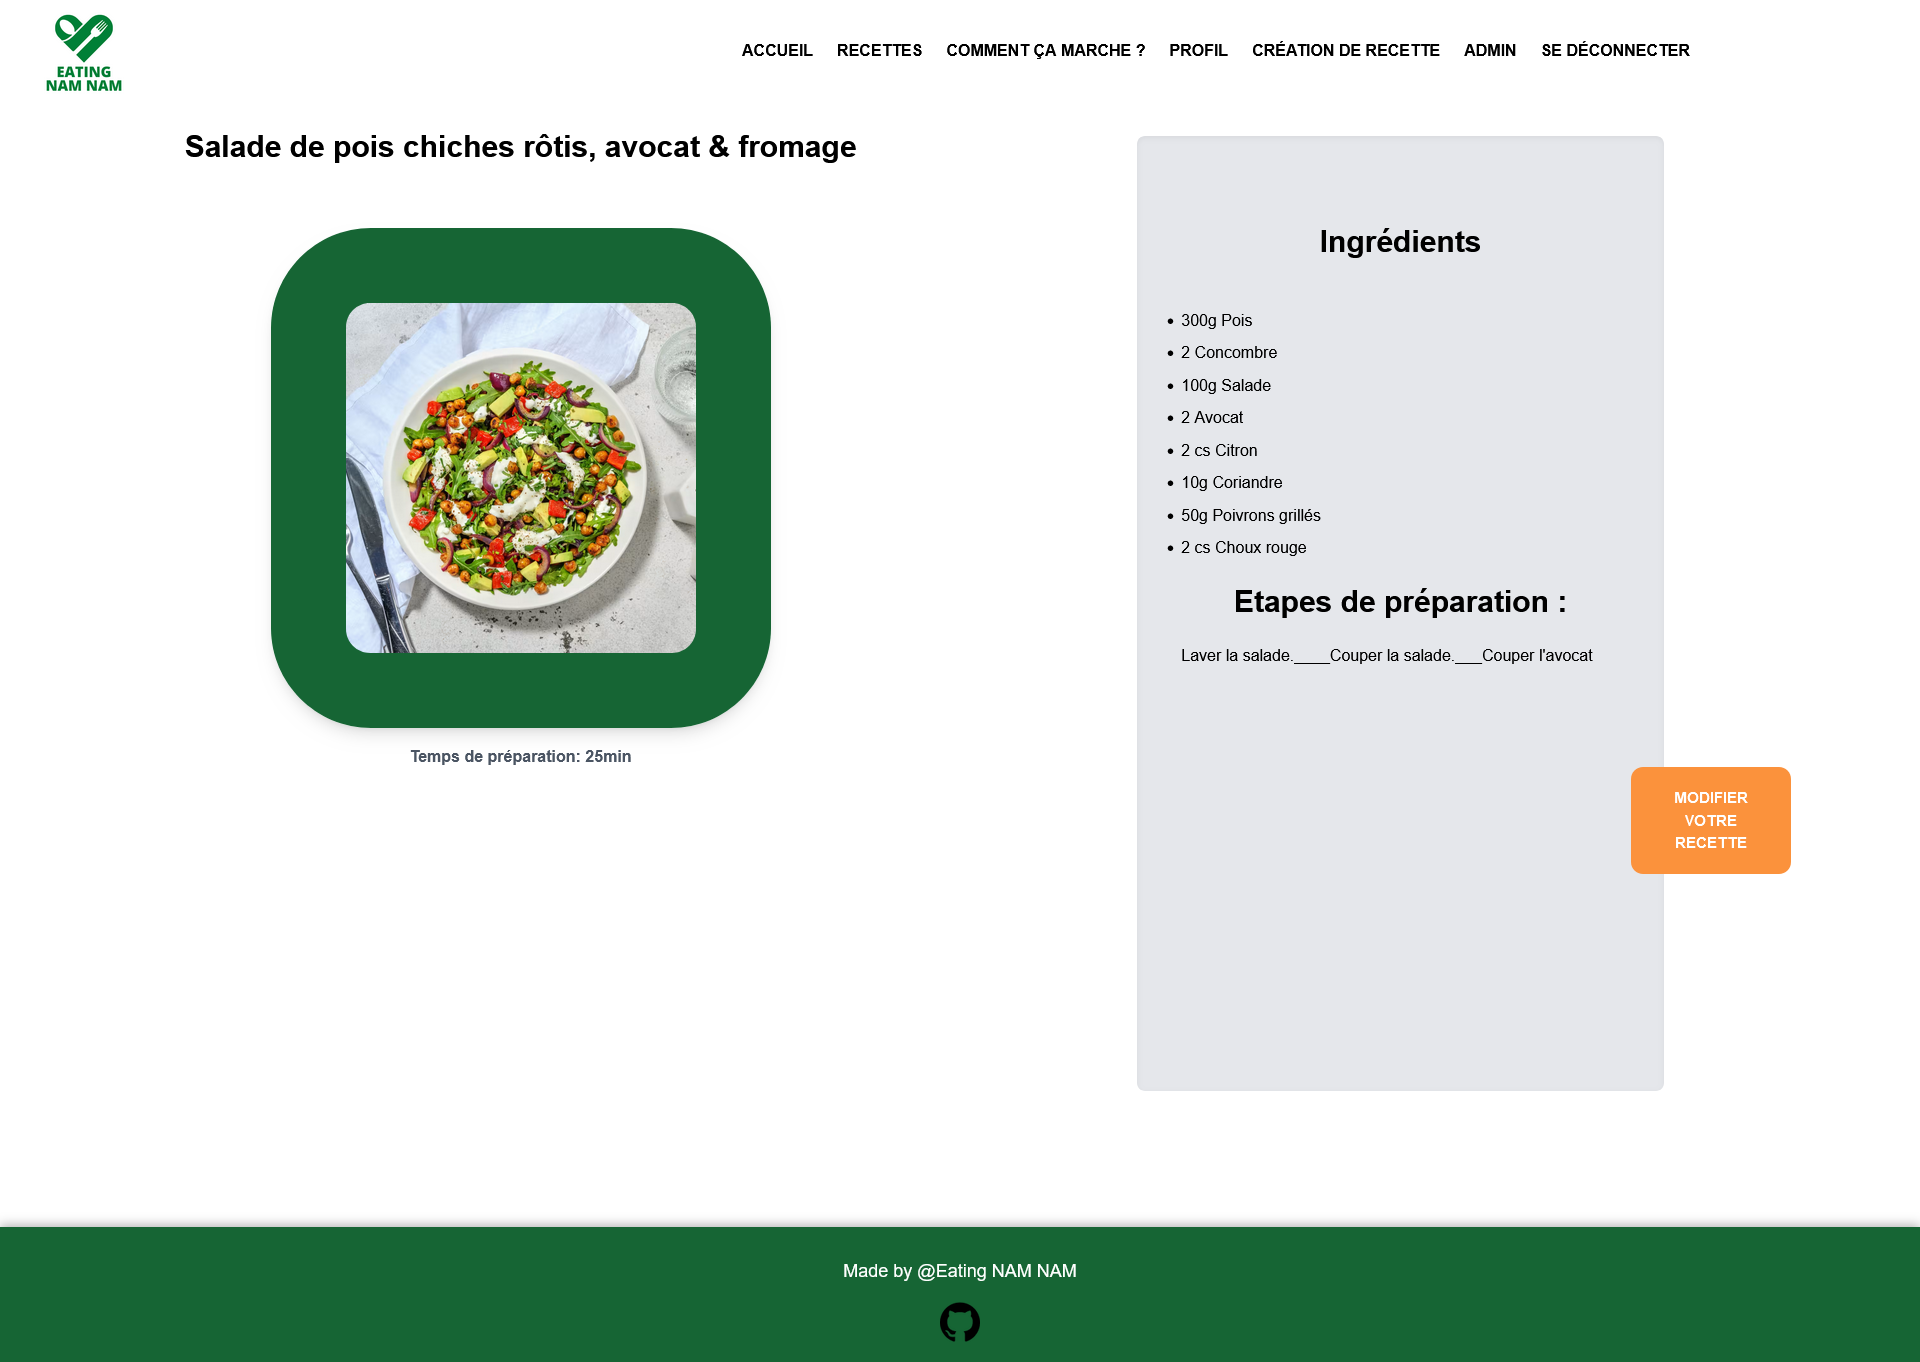 EATING
NAM NAM
ACCUEIL RECETTES COMMENT ÇA MARCHE ? PROFIL CRÉATION DE RECETTE ADMIN SE DÉCONNECTER
Salade de pois chiches rôtis, avocat & fromage
Temps de préparation: 25min
Ingrédients
• 300g Pois
• 2 Concombre
• 100g Salade
• 2 Avocat
• 2 cs Citron
• 10g Coriandre
• 50g Poivrons grillés
• 2 cs Choux rouge
Etapes de préparation :
Laver la salade.____Couper la salade.___Couper l'avocat
MODIFIER
VOTRE
RECETTE
Made by @Eating NAM NAM